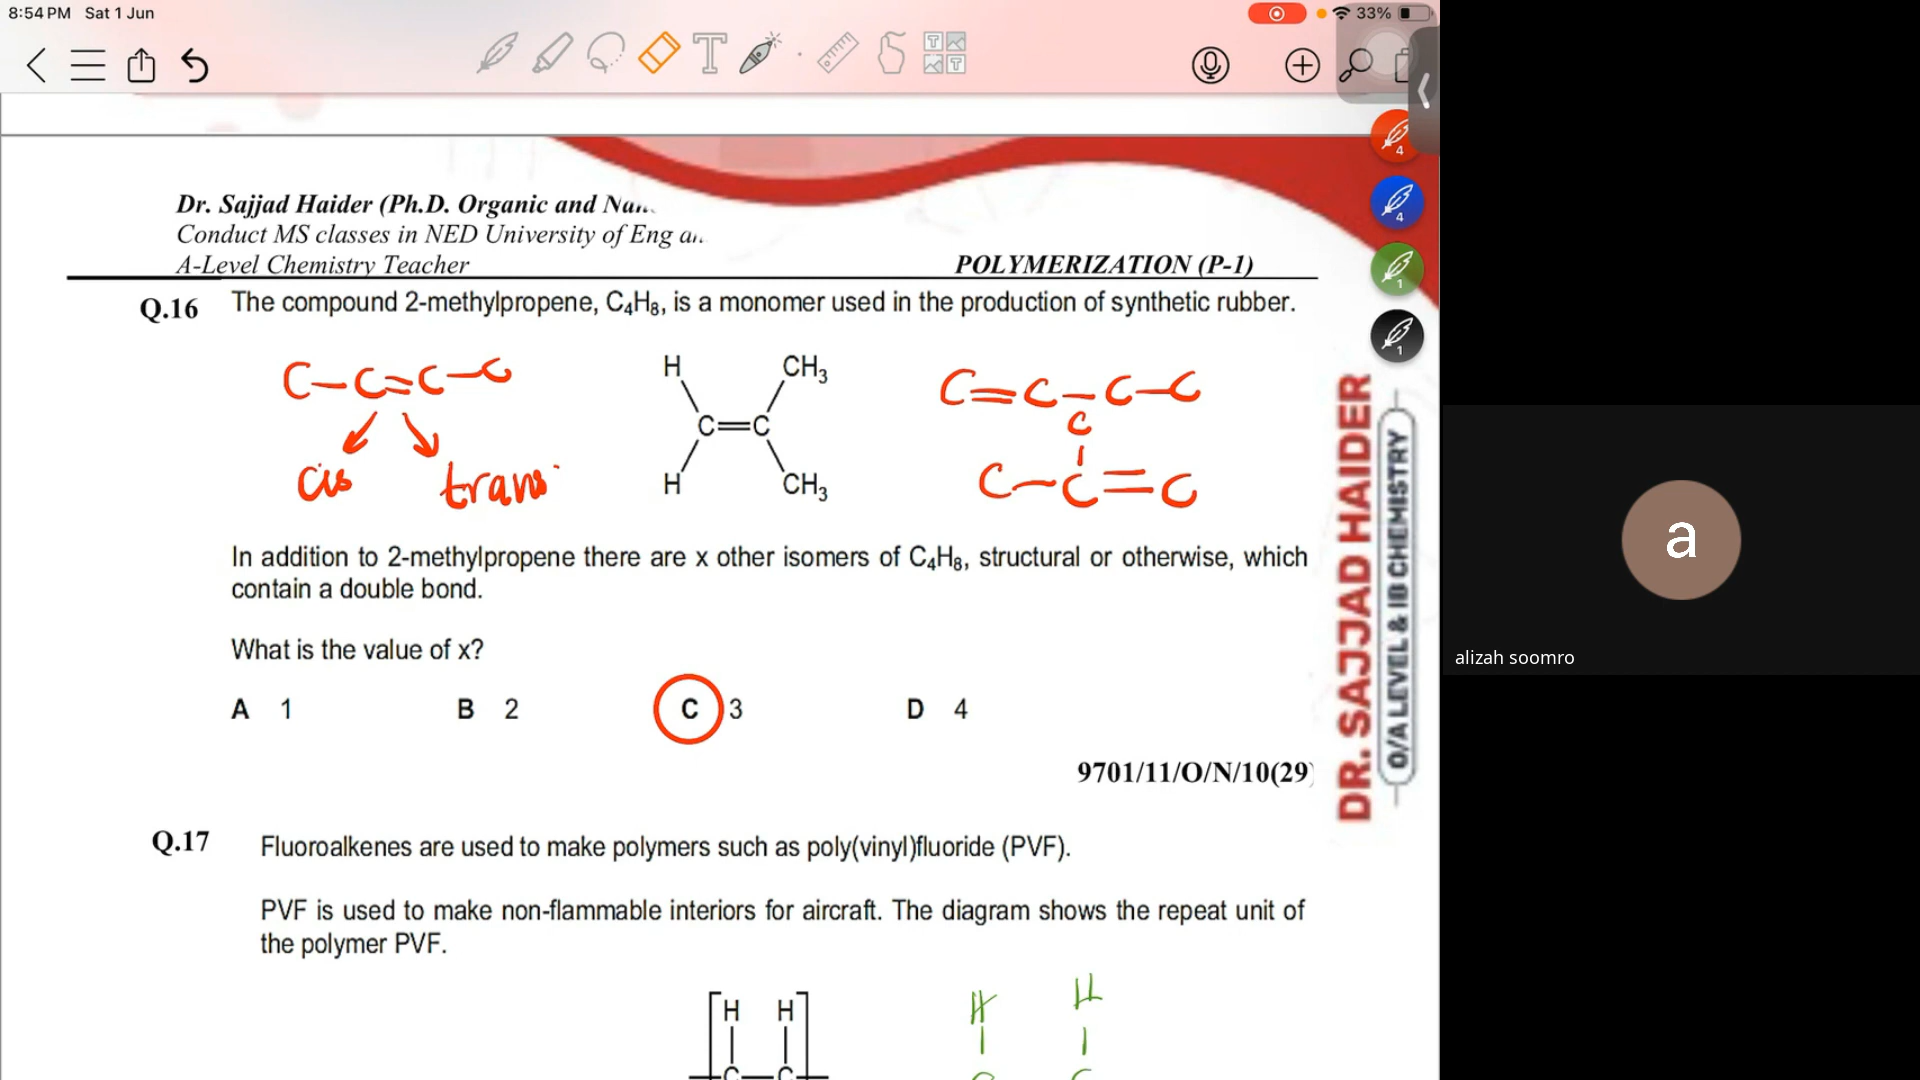 8:54 PM Sat 1 Jun
33%
T
4
4
1
1
Dr. Sajjad Haider (Ph.D. Organic and
Conduct MS classes in NED University of Eng
A-Level Chemistry Teacher
POLYMERIZATION (P-1)
Q.16 The compound 2-methylpropene, C₄H₈, is a monomer used in the production of synthetic rubber.
C-C=C-C
cis trans
H CH₃
C=C
H CH₃
C=C-C-C
C
C-C=C
In addition to 2-methylpropene there are x other isomers of C₄H₈, structural or otherwise, which
contain a double bond.
What is the value of x?
A 1 B 2 C 3 D 4
9701/11/O/N/10(29)
Q.17 Fluoroalkenes are used to make polymers such as poly(vinyl)fluoride (PVF).
PVF is used to make non-flammable interiors for aircraft. The diagram shows the repeat unit of
the polymer PVF.
H H
C-C
H H
DR. SAJJAD HAIDER
O/A LEVEL & IB CHEMISTRY
a
alizah soomro